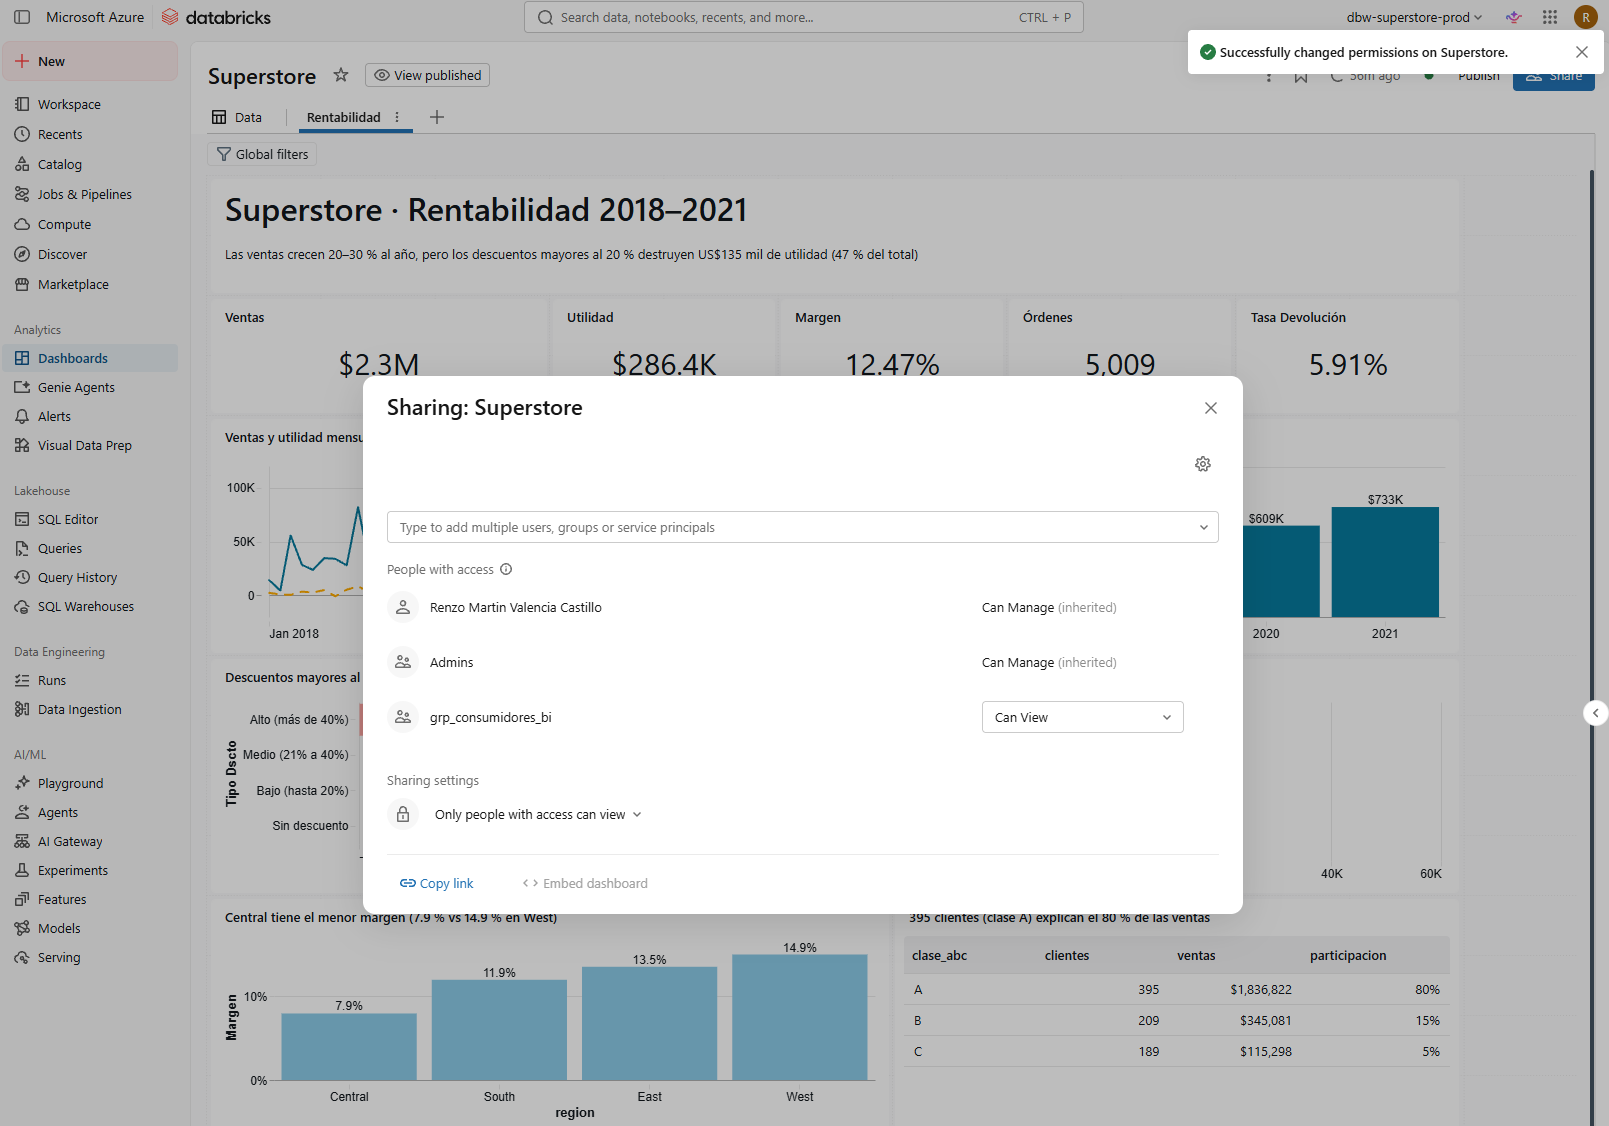 Microsoft Azure databricks
Search data, notebooks, recents, and more... CTRL + P
dbw-superstore-prod
R
Successfully changed permissions on Superstore.
New
Workspace
Recents
Catalog
Jobs & Pipelines
Compute
Discover
Marketplace
Analytics
Dashboards
Genie Agents
Alerts
Visual Data Prep
Lakehouse
SQL Editor
Queries
Query History
SQL Warehouses
Data Engineering
Runs
Data Ingestion
AI/ML
Playground
Agents
AI Gateway
Experiments
Features
Models
Serving
Superstore View published
56m ago Publish Share
Data Rentabilidad
Global filters
Superstore · Rentabilidad 2018–2021
Las ventas crecen 20–30 % al año, pero los descuentos mayores al 20 % destruyen US$135 mil de utilidad (47 % del total)
Ventas
$2.3M
Utilidad
$286.4K
Margen
12.47%
Órdenes
5,009
Tasa Devolución
5.91%
Ventas y utilidad mensu
100K
50K
0
Jan 2018
$609K
$733K
2020
2021
Descuentos mayores al
Tipo Dscto
Alto (más de 40%)
Medio (21% a 40%)
Bajo (hasta 20%)
Sin descuento
40K
60K
Sharing: Superstore
Type to add multiple users, groups or service principals
People with access
Renzo Martin Valencia Castillo Can Manage (inherited)
Admins Can Manage (inherited)
grp_consumidores_bi Can View
Sharing settings
Only people with access can view
Copy link Embed dashboard
Central tiene el menor margen (7.9 % vs 14.9 % en West)
Margen
10%
0%
7.9%
11.9%
13.5%
14.9%
Central South East West
region
395 clientes (clase A) explican el 80 % de las ventas
clase_abc clientes ventas participacion
A 395 $1,836,822 80%
B 209 $345,081 15%
C 189 $115,298 5%